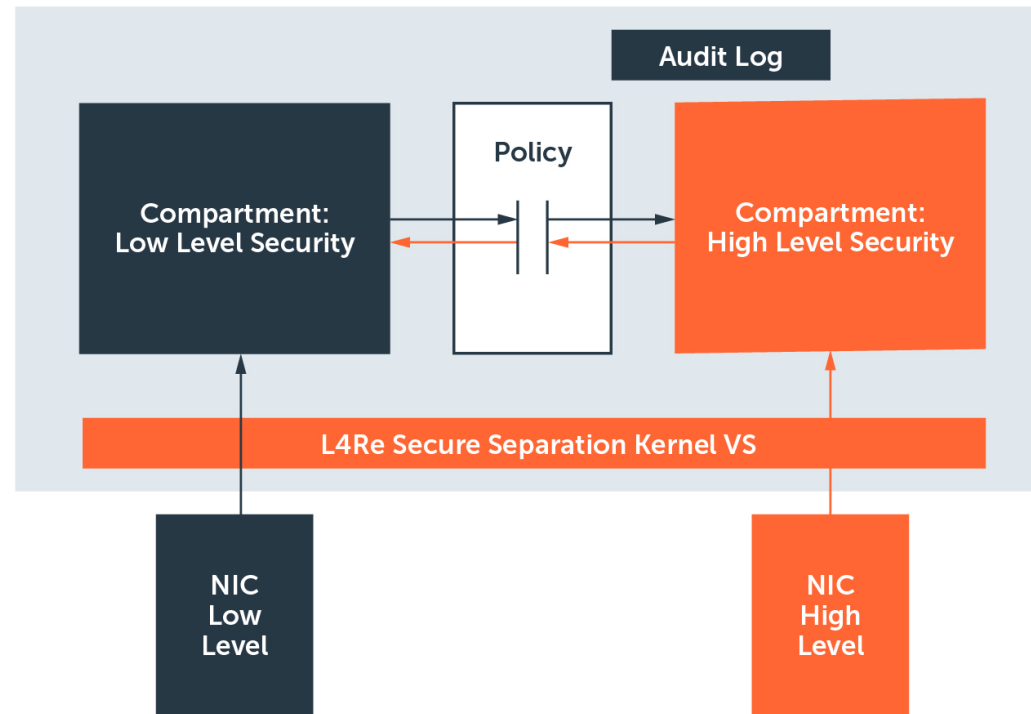 Audit Log
Compartment:
Low Level Security
Policy
Compartment:
High Level Security
L4Re Secure Separation Kernel VS
NIC
Low
Level
NIC
High
Level